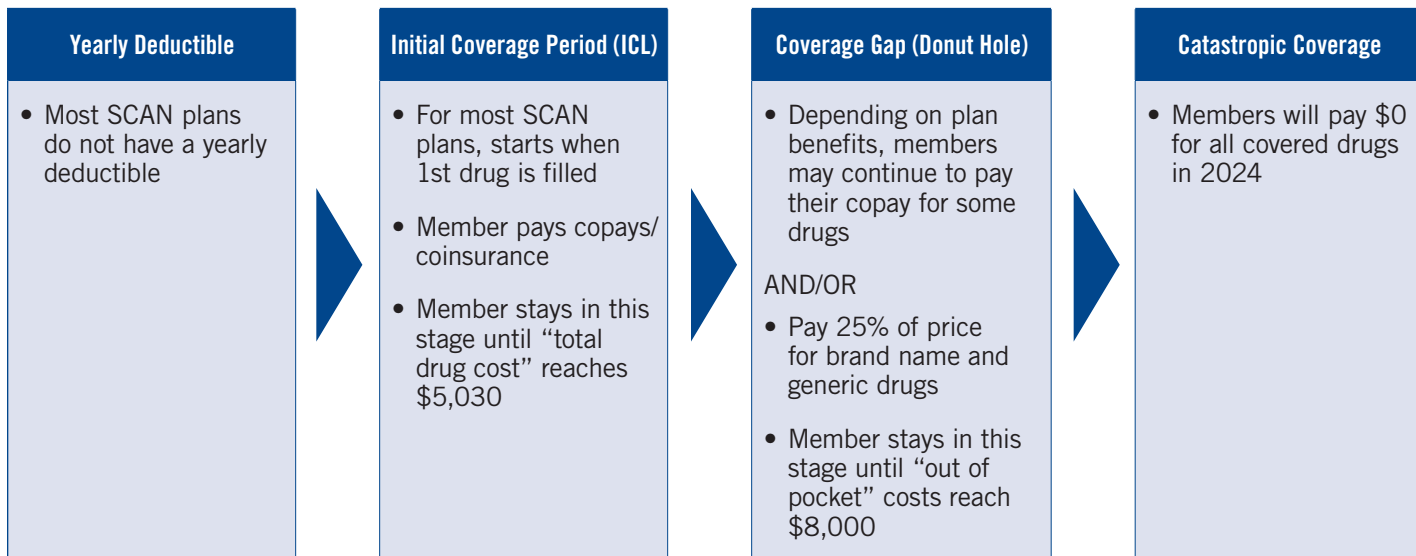 Yearly Deductible
• Most SCAN plans
do not have a yearly
deductible
Initial Coverage Period (ICL)
• For most SCAN
plans, starts when
1st drug is filled
• Member pays copays/
coinsurance
• Member stays in this
stage until “total
drug cost” reaches
$5,030
Coverage Gap (Donut Hole)
• Depending on plan
benefits, members
may continue to pay
their copay for some
drugs
AND/OR
• Pay 25% of price
for brand name and
generic drugs
• Member stays in this
stage until “out of
pocket” costs reach
$8,000
Catastropic Coverage
• Members will pay $0
for all covered drugs
in 2024